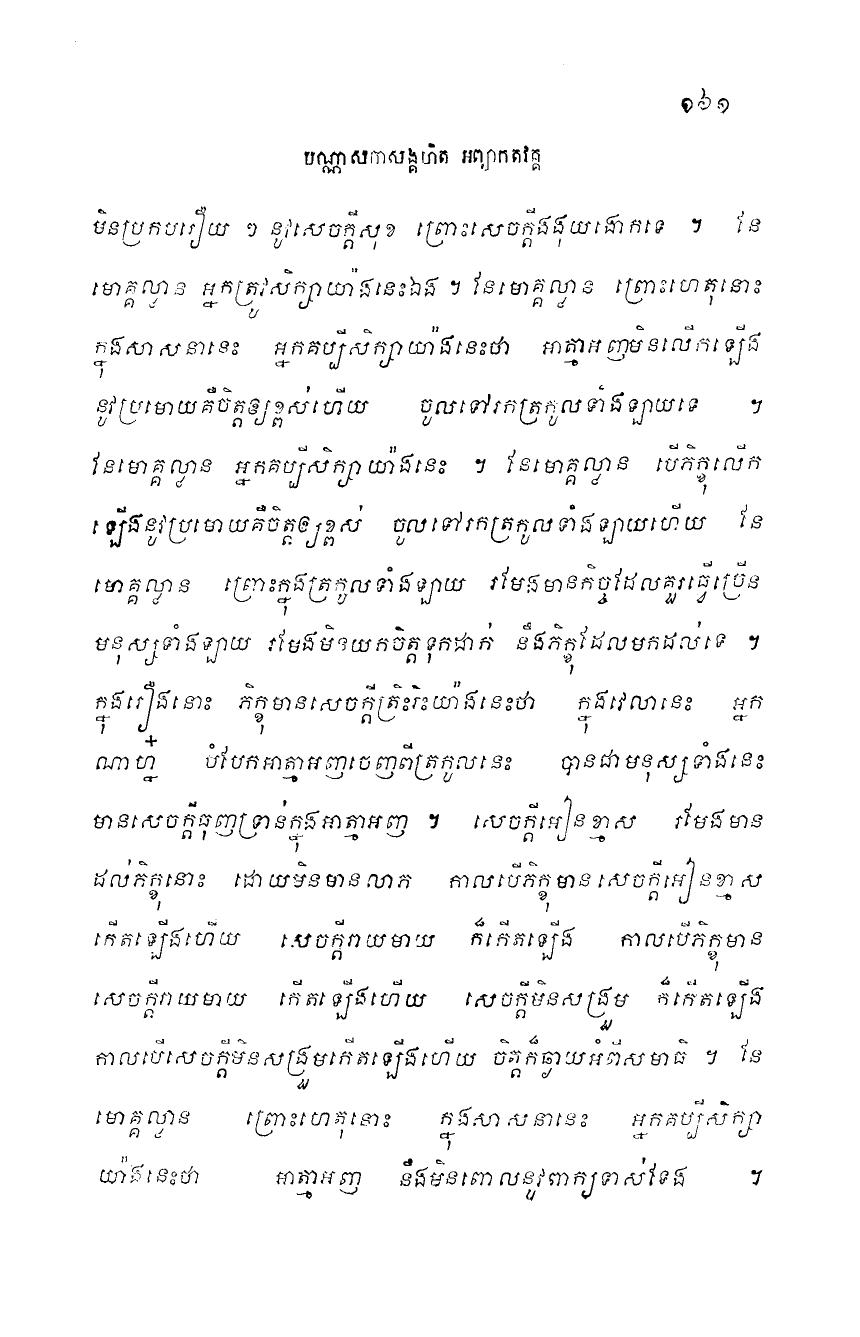 ១៦១
បណ្ណាសកាសង្គហិត អព្យាកតវគ្គ
មិនប្រកបរឿយ ៗ នូវសេចក្តីសុខ ព្រោះសេចក្តីងងុយងោកទេ ។ នែ
មោគ្គល្លាន អ្នកត្រូវសិក្សាយ៉ាងនេះឯង ។ នែមោគ្គល្លាន ព្រោះហេតុនោះ
ក្នុងសាសនានេះ អ្នកគប្បីសិក្សាយ៉ាងនេះថា អាត្មាអញមិនលើកឡើង
នូវប្រមោយគឺចិត្តឲ្យខ្ពស់ហើយ ចូលទៅរកត្រកូលទាំងឡាយទេ ។
នែមោគ្គល្លាន អ្នកគប្បីសិក្សាយ៉ាងនេះ ។ នែមោគ្គល្លាន បើភិក្ខុលើក
ឡើងនូវប្រមោយគឺចិត្តឲ្យខ្ពស់ ចូលទៅរកត្រកូលទាំងឡាយហើយ នែ
មោគ្គល្លាន ព្រោះក្នុងត្រកូលទាំងឡាយ រមែងមានកិច្ចដែលគួរធ្វើច្រើន
មនុស្សទាំងឡាយ រមែងមិនយកចិត្តទុកដាក់ នឹងភិក្ខុដែលមកដល់ទេ ។
ក្នុងរឿងនោះ ភិក្ខុមានសេចក្តីត្រិះរិះយ៉ាងនេះថា ក្នុងវេលានេះ អ្នក
ណាហ្ន៎ បំបែកអាត្មាអញចេញពីត្រកូលនេះ បានជាមនុស្សទាំងនេះ
មានសេចក្តីធុញទ្រាន់ក្នុងអាត្មាអញ ។ សេចក្តីអៀនខ្មាស រមែងមាន
ដល់ភិក្ខុនោះ ដោយមិនមានលាភ កាលបើភិក្ខុមានសេចក្តីអៀនខ្មាស
កើតឡើងហើយ សេចក្តីរាយមាយ ក៏កើតឡើង កាលបើភិក្ខុមាន
សេចក្តីរាយមាយ កើតឡើងហើយ សេចក្តីមិនសង្រួម ក៏កើតឡើង
កាលបើសេចក្តីមិនសង្រួមកើតឡើងហើយ ចិត្តក៏ឆ្ងាយអំពីសមាធិ ។ នែ
មោគ្គល្លាន ព្រោះហេតុនោះ ក្នុងសាសនានេះ អ្នកគប្បីសិក្សា
យ៉ាងនេះថា អាត្មាអញ នឹងមិនពោលនូវពាក្យទាស់ទែង ។